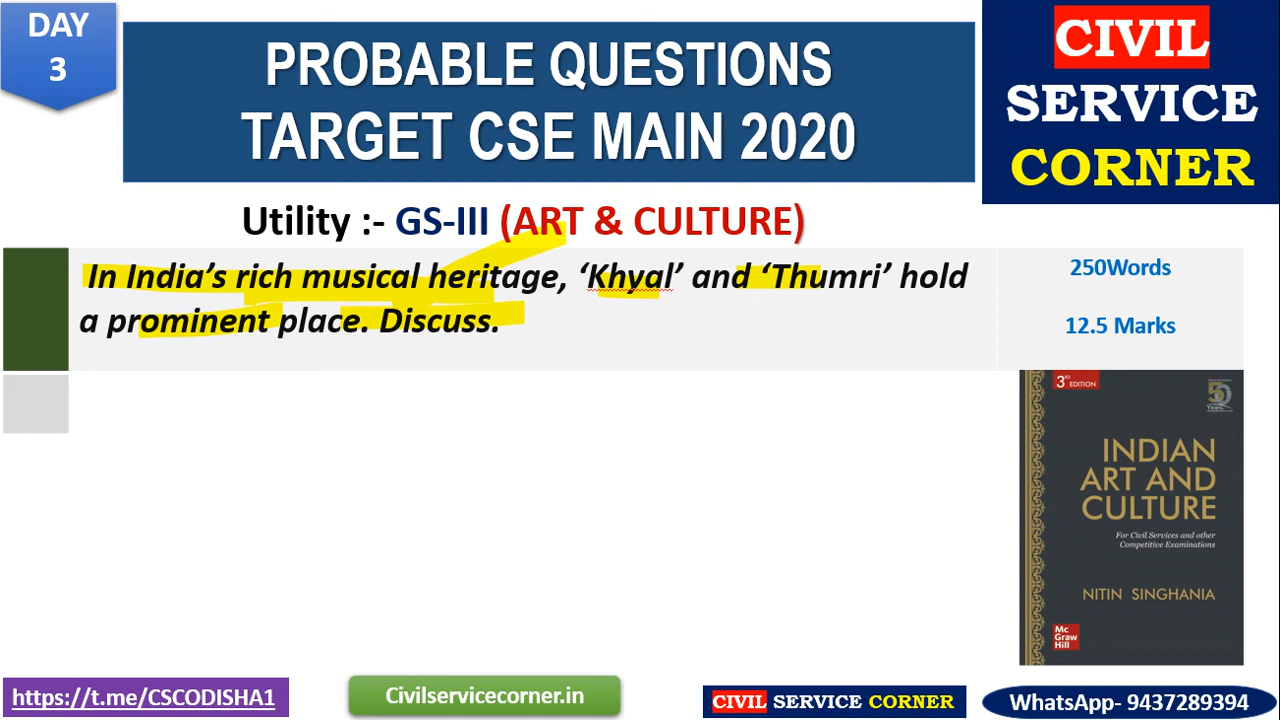 DAY
3
PROBABLE QUESTIONS
TARGET CSE MAIN 2020
CIVIL
SERVICE
CORNER
Utility :- GS-III (ART & CULTURE)
In India's rich musical heritage, 'Khyal' and 'Thumri' hold
a prominent place. Discuss.
250Words
12.5 Marks
3RD EDITION
INDIAN
ART AND
CULTURE
For Civil Services and other
Competitive Examinations
NITIN SINGHANIA
Mc
Graw
Hill
https://t.me/CSCODISHA1
Civilservicecorner.in
CIVIL SERVICE CORNER
WhatsApp- 9437289394